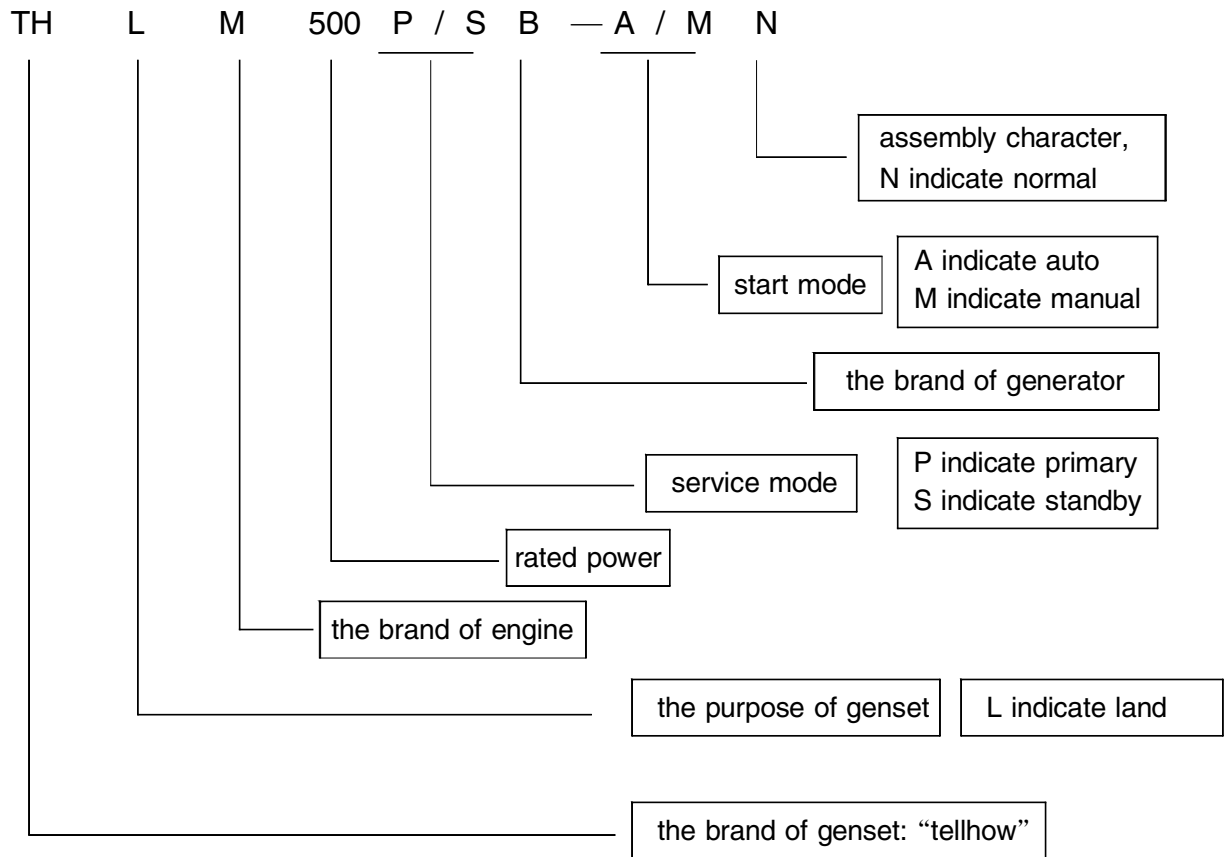 TH L M 500 P / S B — A / M N
assembly character,
N indicate normal
start mode
A indicate auto
M indicate manual
the brand of generator
service mode
P indicate primary
S indicate standby
rated power
the brand of engine
the purpose of genset
L indicate land
the brand of genset: “tellhow”